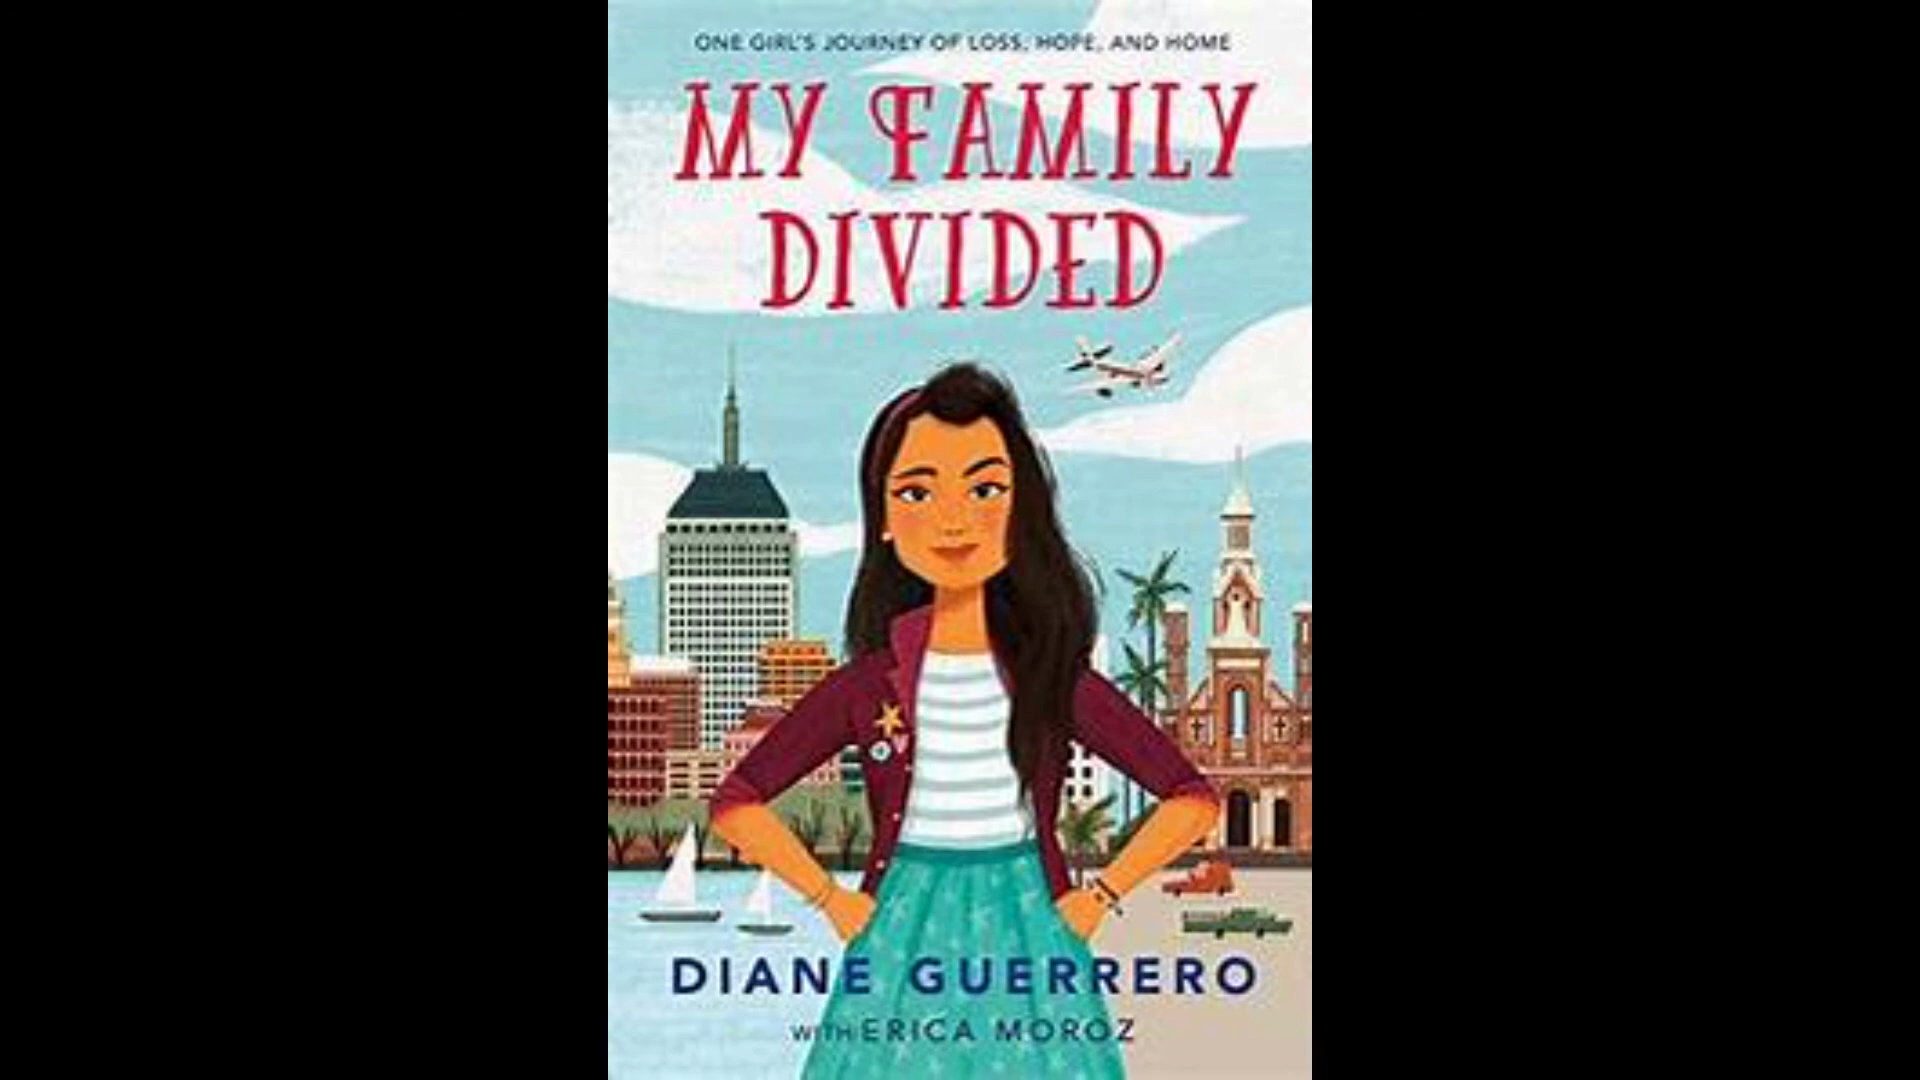 ONE GIRL'S JOURNEY OF LOSS, HOPE, AND HOME
MY FAMILY
DIVIDED
DIANE GUERRERO
WITH ERICA MOROZ